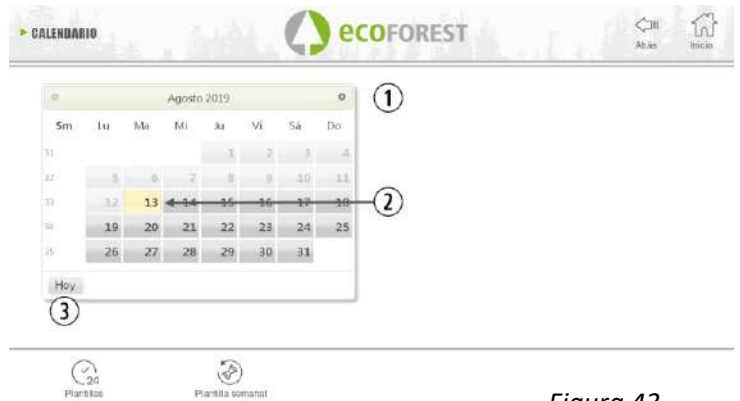 CALENDARIO
ecoFOREST
Atrás
Inicio
Agosto 2019
1
Sm Lu Ma Mi Ju Vi Sá Do
31 1 2 3 4
32 5 6 7 8 9 10 11
33 12 13 14 15 16 17 18
2
34 19 20 21 22 23 24 25
35 26 27 28 29 30 31
Hoy
3
24
Plantillas
Plantilla semanal
Figura 42